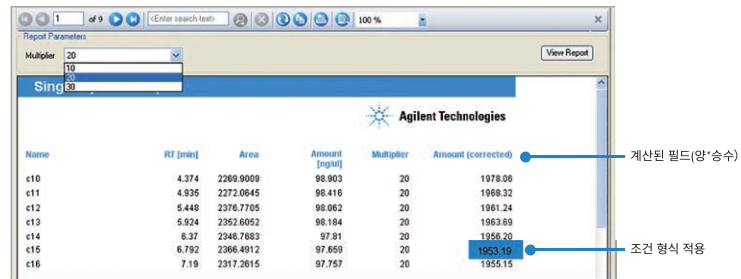 1 of 9 <Enter search text> 100 %
Report Parameters
Multiplier 20 View Report
10
20
30
Sing
Agilent Technologies
Name RT [min] Area Amount [ng/ul] Multiplier Amount (corrected)
계산된 필드(양*승수)
c10 4.374 2269.9009 98.903 20 1978.06
c11 4.935 2272.0645 98.416 20 1968.32
c12 5.448 2376.7705 98.062 20 1961.24
c13 5.924 2352.6052 98.184 20 1963.69
c14 6.37 2346.7683 97.81 20 1956.20
c15 6.792 2366.4912 97.659 20 1953.19
조건 형식 적용
c16 7.19 2317.2615 97.757 20 1955.15